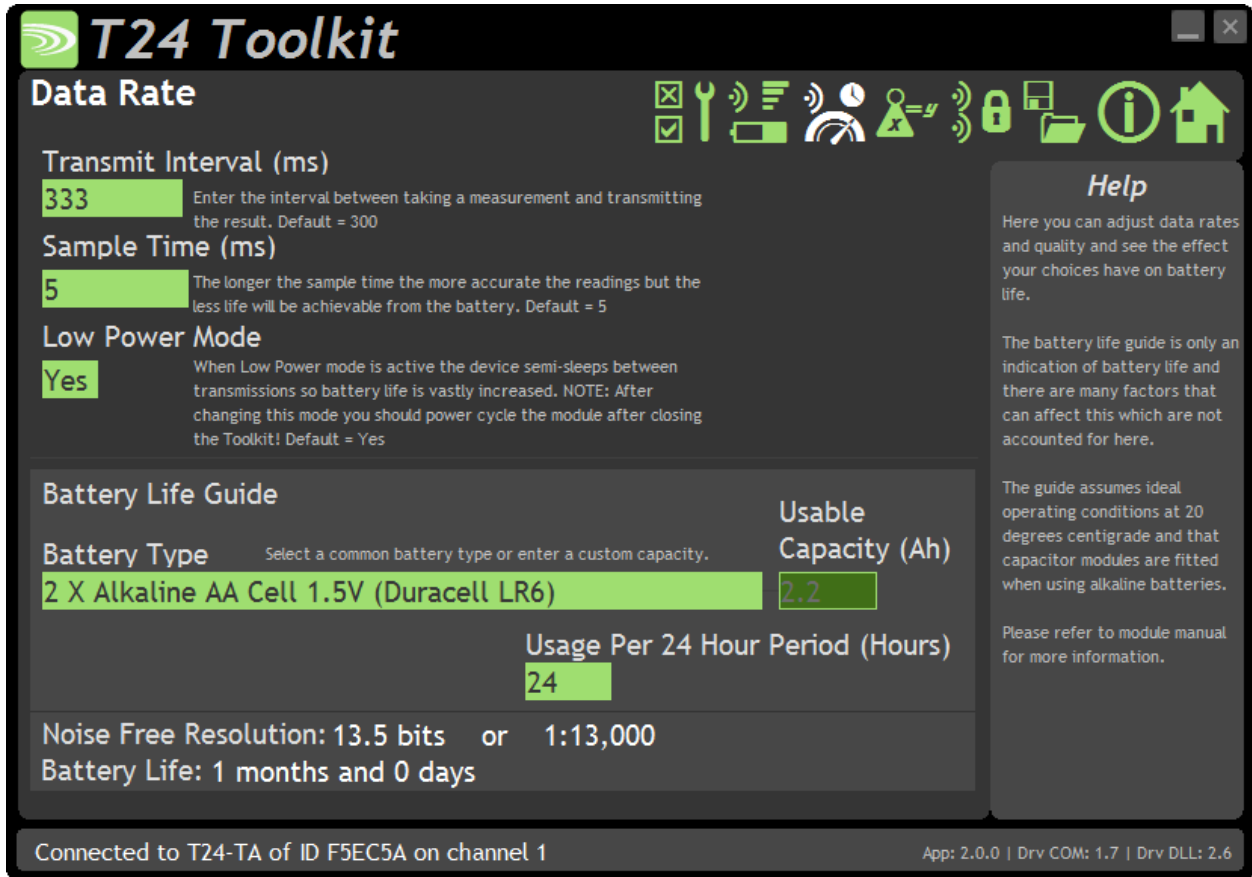 T24 Toolkit
Data Rate
x=y
Transmit Interval (ms)
333
Enter the interval between taking a measurement and transmitting
the result. Default = 300
Sample Time (ms)
5
The longer the sample time the more accurate the readings but the
less life will be achievable from the battery. Default = 5
Low Power Mode
Yes
When Low Power mode is active the device semi-sleeps between
transmissions so battery life is vastly increased. NOTE: After
changing this mode you should power cycle the module after closing
the Toolkit! Default = Yes
Battery Life Guide
Battery Type
Select a common battery type or enter a custom capacity.
2 X Alkaline AA Cell 1.5V (Duracell LR6)
Usable
Capacity (Ah)
2.2
Usage Per 24 Hour Period (Hours)
24
Noise Free Resolution: 13.5 bits or 1:13,000
Battery Life: 1 months and 0 days
Help
Here you can adjust data rates
and quality and see the effect
your choices have on battery
life.
The battery life guide is only an
indication of battery life and
there are many factors that
can affect this which are not
accounted for here.
The guide assumes ideal
operating conditions at 20
degrees centigrade and that
capacitor modules are fitted
when using alkaline batteries.
Please refer to module manual
for more information.
Connected to T24-TA of ID F5EC5A on channel 1
App: 2.0.0 | Drv COM: 1.7 | Drv DLL: 2.6